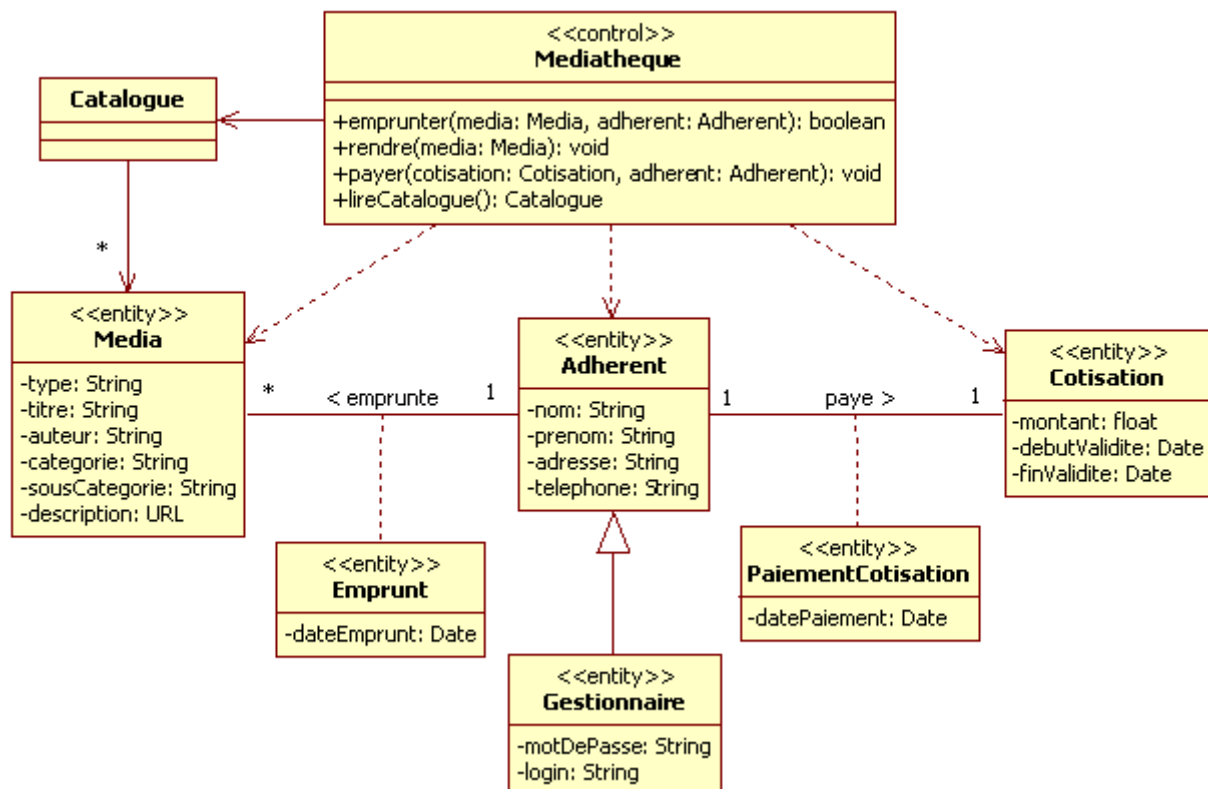 <<control>>
Mediatheque
+emprunter(media: Media, adherent: Adherent): boolean
+rendre(media: Media): void
+payer(cotisation: Cotisation, adherent: Adherent): void
+lireCatalogue(): Catalogue
Catalogue
*
<<entity>>
Media
-type: String
-titre: String
-auteur: String
-categorie: String
-sousCategorie: String
-description: URL
* < emprunte 1
<<entity>>
Adherent
-nom: String
-prenom: String
-adresse: String
-telephone: String
1 paye > 1
<<entity>>
Cotisation
-montant: float
-debutValidite: Date
-finValidite: Date
<<entity>>
Emprunt
-dateEmprunt: Date
<<entity>>
PaiementCotisation
-datePaiement: Date
<<entity>>
Gestionnaire
-motDePasse: String
-login: String